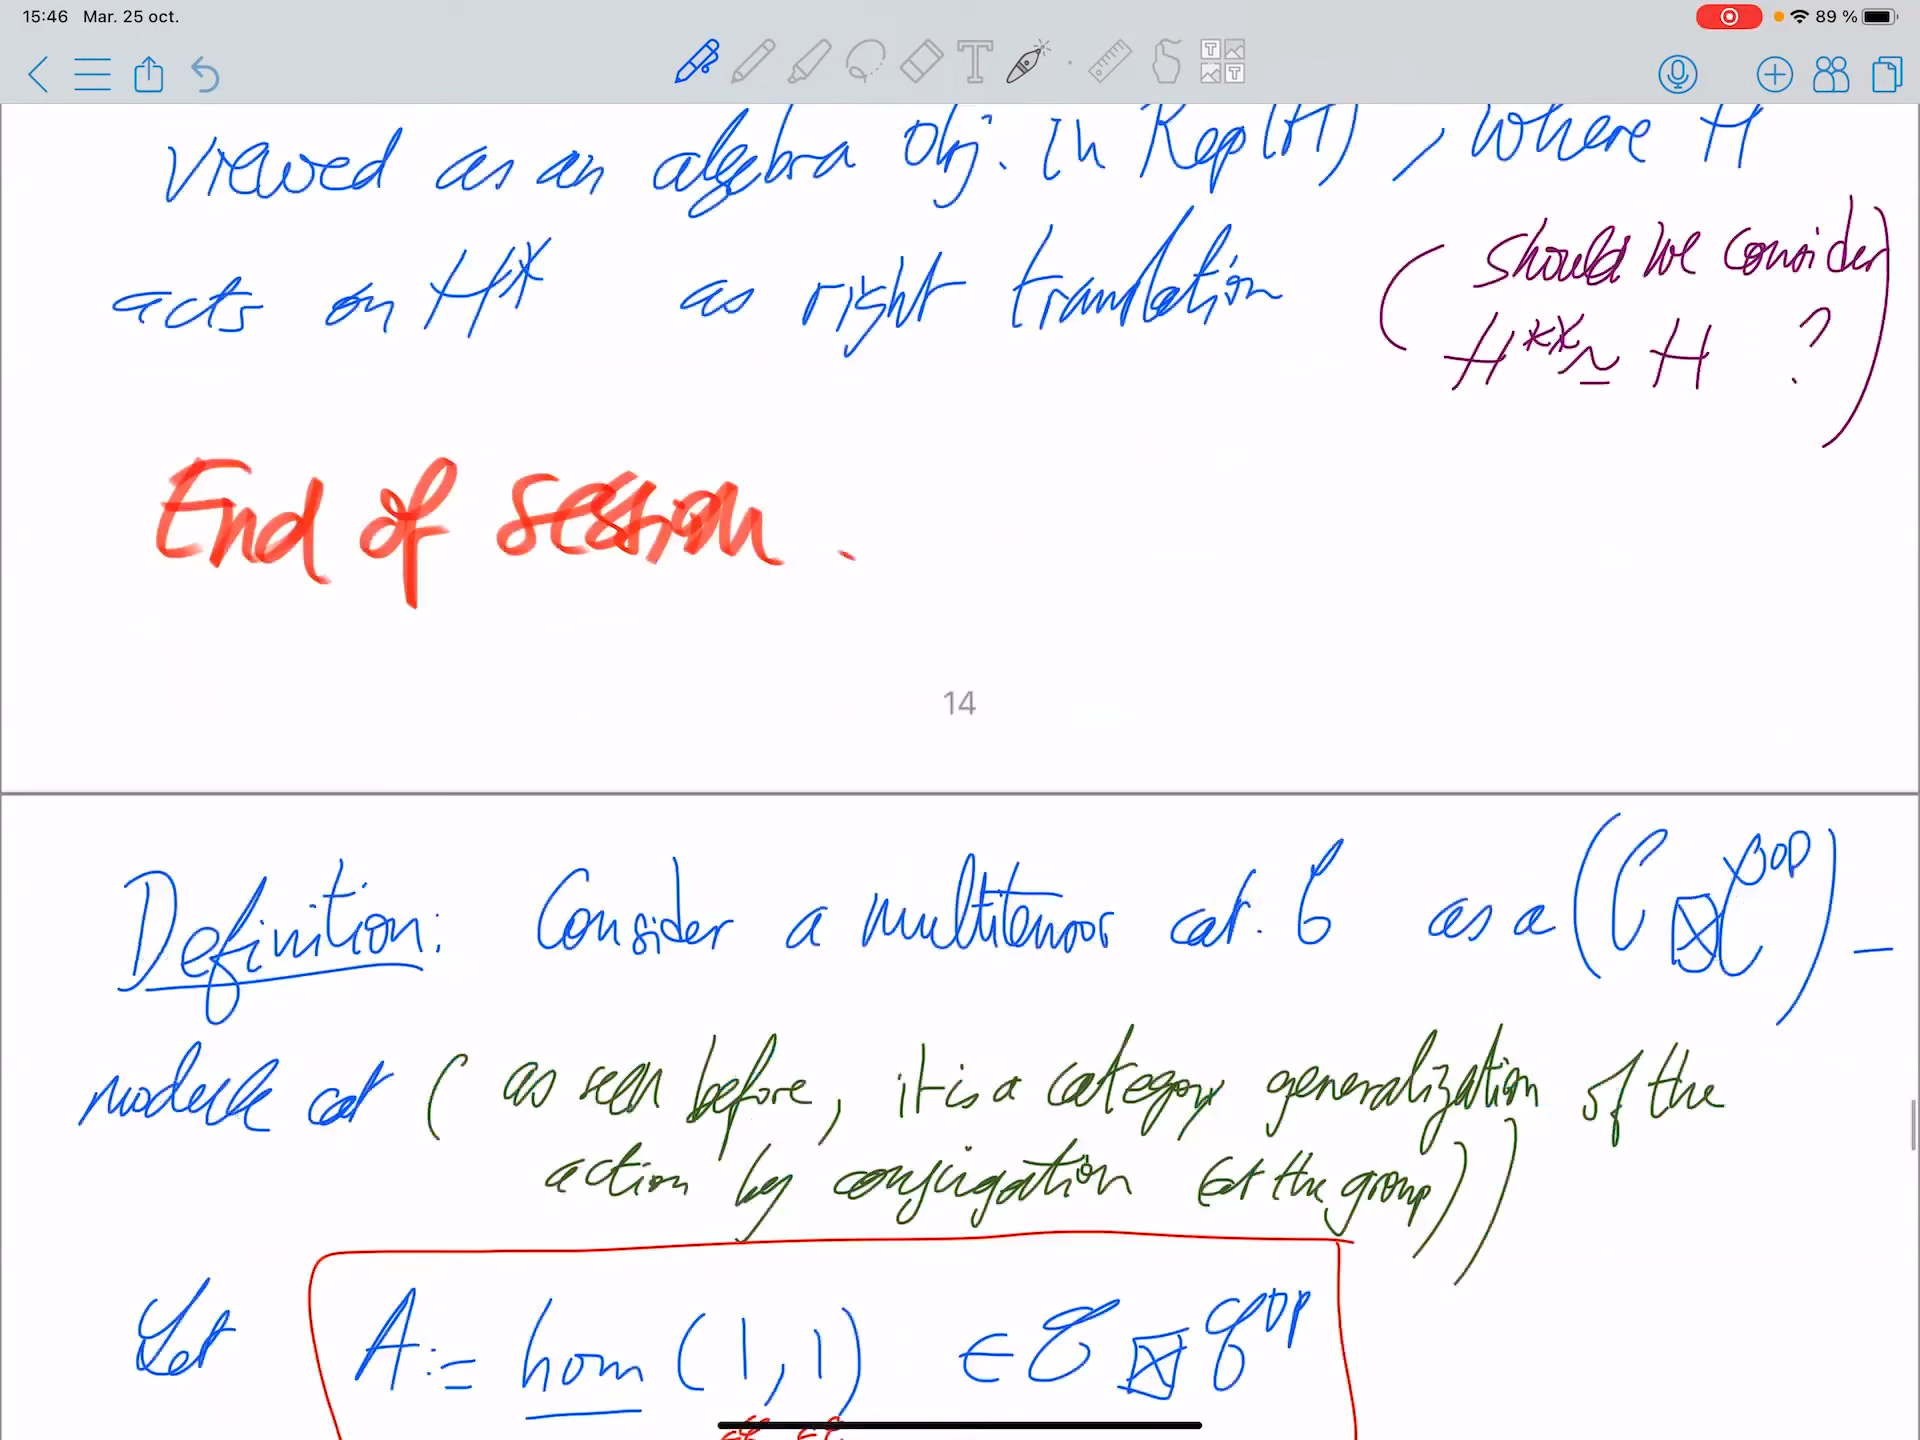 15:46 Mar. 25 oct. 89 %
viewed as an algebra obj. in Rep(H), where H
acts on H* as right translation
(should we consider
H** ≃ H ?)
End of session.
14
Definition: Consider a multitensor cat. C as a (C ⊠ C^op) -
module cat (as seen before, it is a category generalization of the
action by conjugation (at the group))
Let A := hom (1,1) ∈ C ⊠ C^op